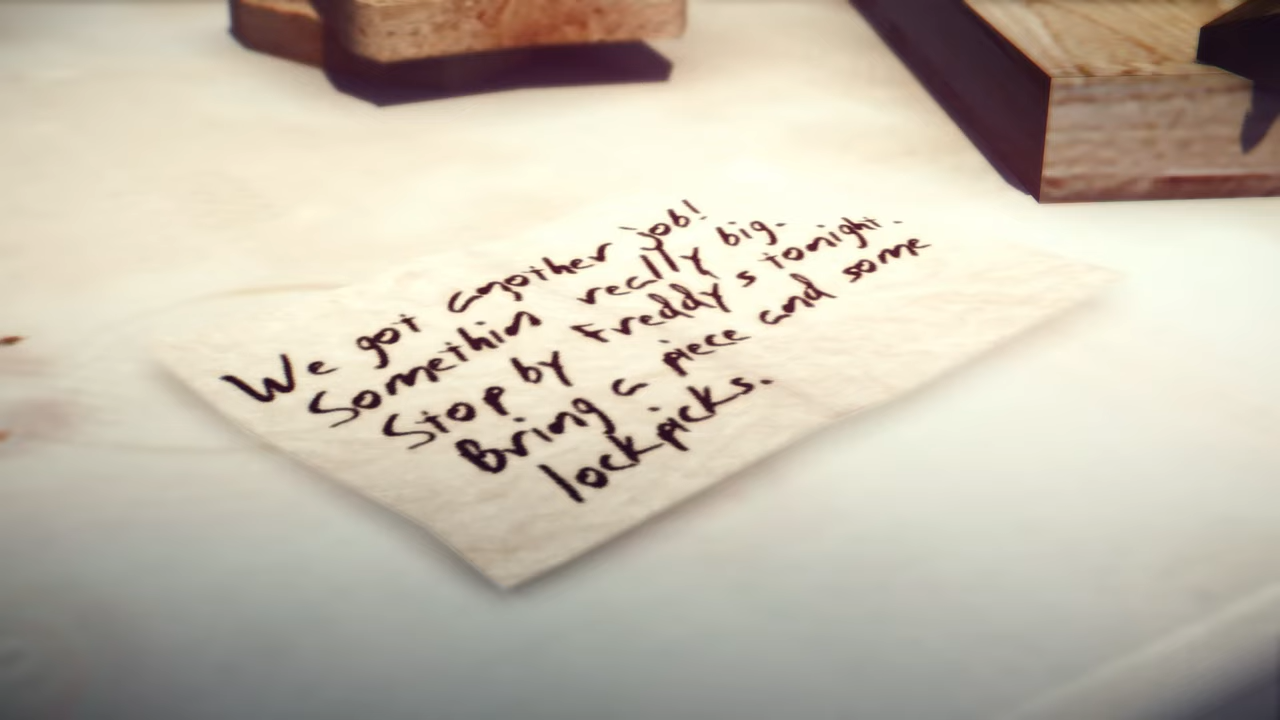 We got another job!
Somethin really big.
Stop by Freddy s tonight.
Bring a piece and some
lockpicks.